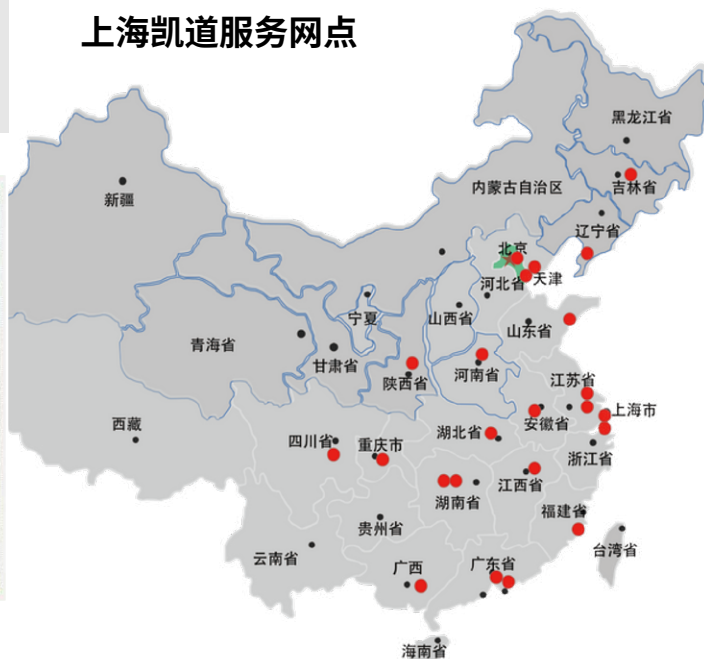 上海凯道服务网点
黑龙江省
吉林省
内蒙古自治区
新疆
辽宁省
北京
天津
河北省
宁夏
山西省
山东省
青海省
甘肃省
陕西省
河南省
江苏省
上海市
西藏
安徽省
湖北省
四川省
重庆市
浙江省
江西省
湖南省
福建省
贵州省
台湾省
云南省
广西
广东省
海南省